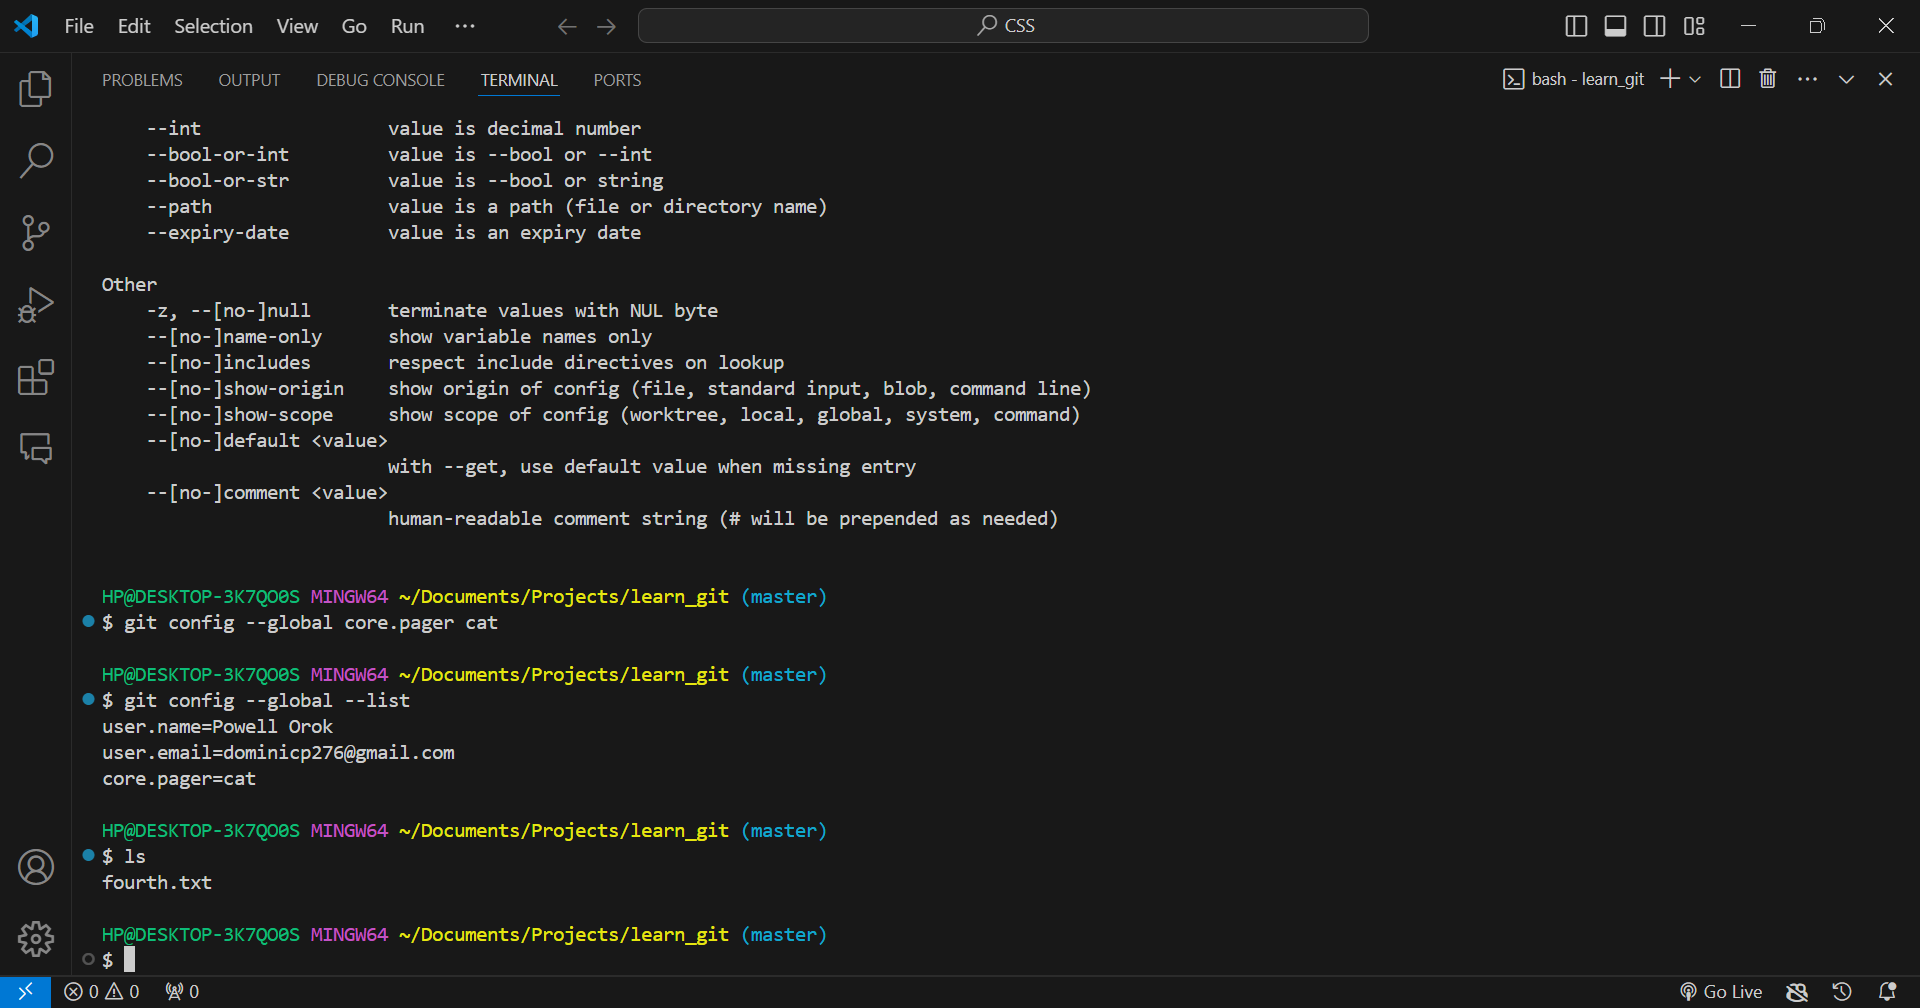 File Edit Selection View Go Run ··· CSS
PROBLEMS OUTPUT DEBUG CONSOLE TERMINAL PORTS bash - learn_git
--int value is decimal number
--bool-or-int value is --bool or --int
--bool-or-str value is --bool or string
--path value is a path (file or directory name)
--expiry-date value is an expiry date
Other
-z, --[no-]null terminate values with NUL byte
--[no-]name-only show variable names only
--[no-]includes respect include directives on lookup
--[no-]show-origin show origin of config (file, standard input, blob, command line)
--[no-]show-scope show scope of config (worktree, local, global, system, command)
--[no-]default <value>
with --get, use default value when missing entry
--[no-]comment <value>
human-readable comment string (# will be prepended as needed)
HP@DESKTOP-3K7QO0S MINGW64 ~/Documents/Projects/learn_git (master)
$ git config --global core.pager cat
HP@DESKTOP-3K7QO0S MINGW64 ~/Documents/Projects/learn_git (master)
$ git config --global --list
user.name=Powell Orok
user.email=dominicp276@gmail.com
core.pager=cat
HP@DESKTOP-3K7QO0S MINGW64 ~/Documents/Projects/learn_git (master)
$ ls
fourth.txt
HP@DESKTOP-3K7QO0S MINGW64 ~/Documents/Projects/learn_git (master)
$
0 0 0 Go Live